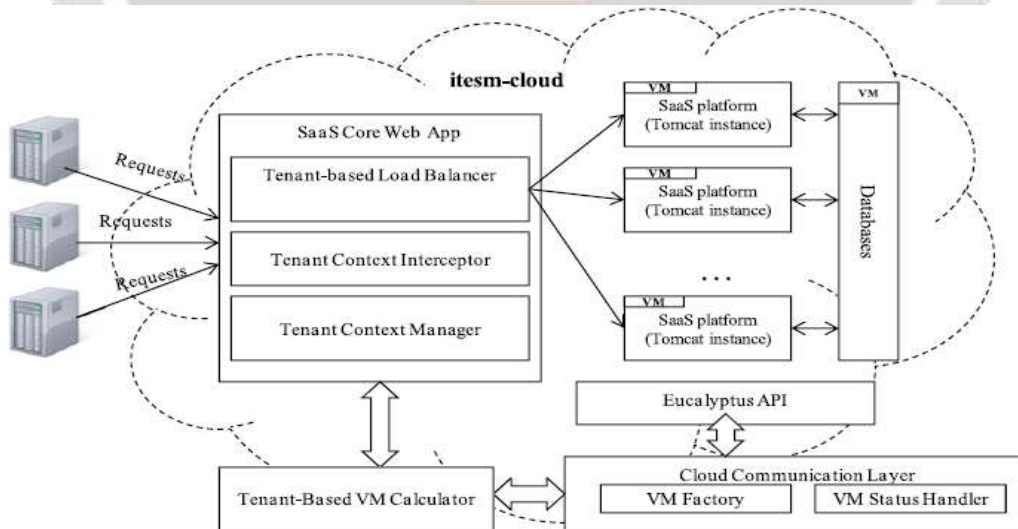 itesm-cloud
Requests
Requests
Requests
SaaS Core Web App
Tenant-based Load Balancer
Tenant Context Interceptor
Tenant Context Manager
VM
SaaS platform
(Tomcat instance)
VM
SaaS platform
(Tomcat instance)
...
VM
SaaS platform
(Tomcat instance)
VM
Databases
Eucalyptus API
Tenant-Based VM Calculator
Cloud Communication Layer
VM Factory
VM Status Handler